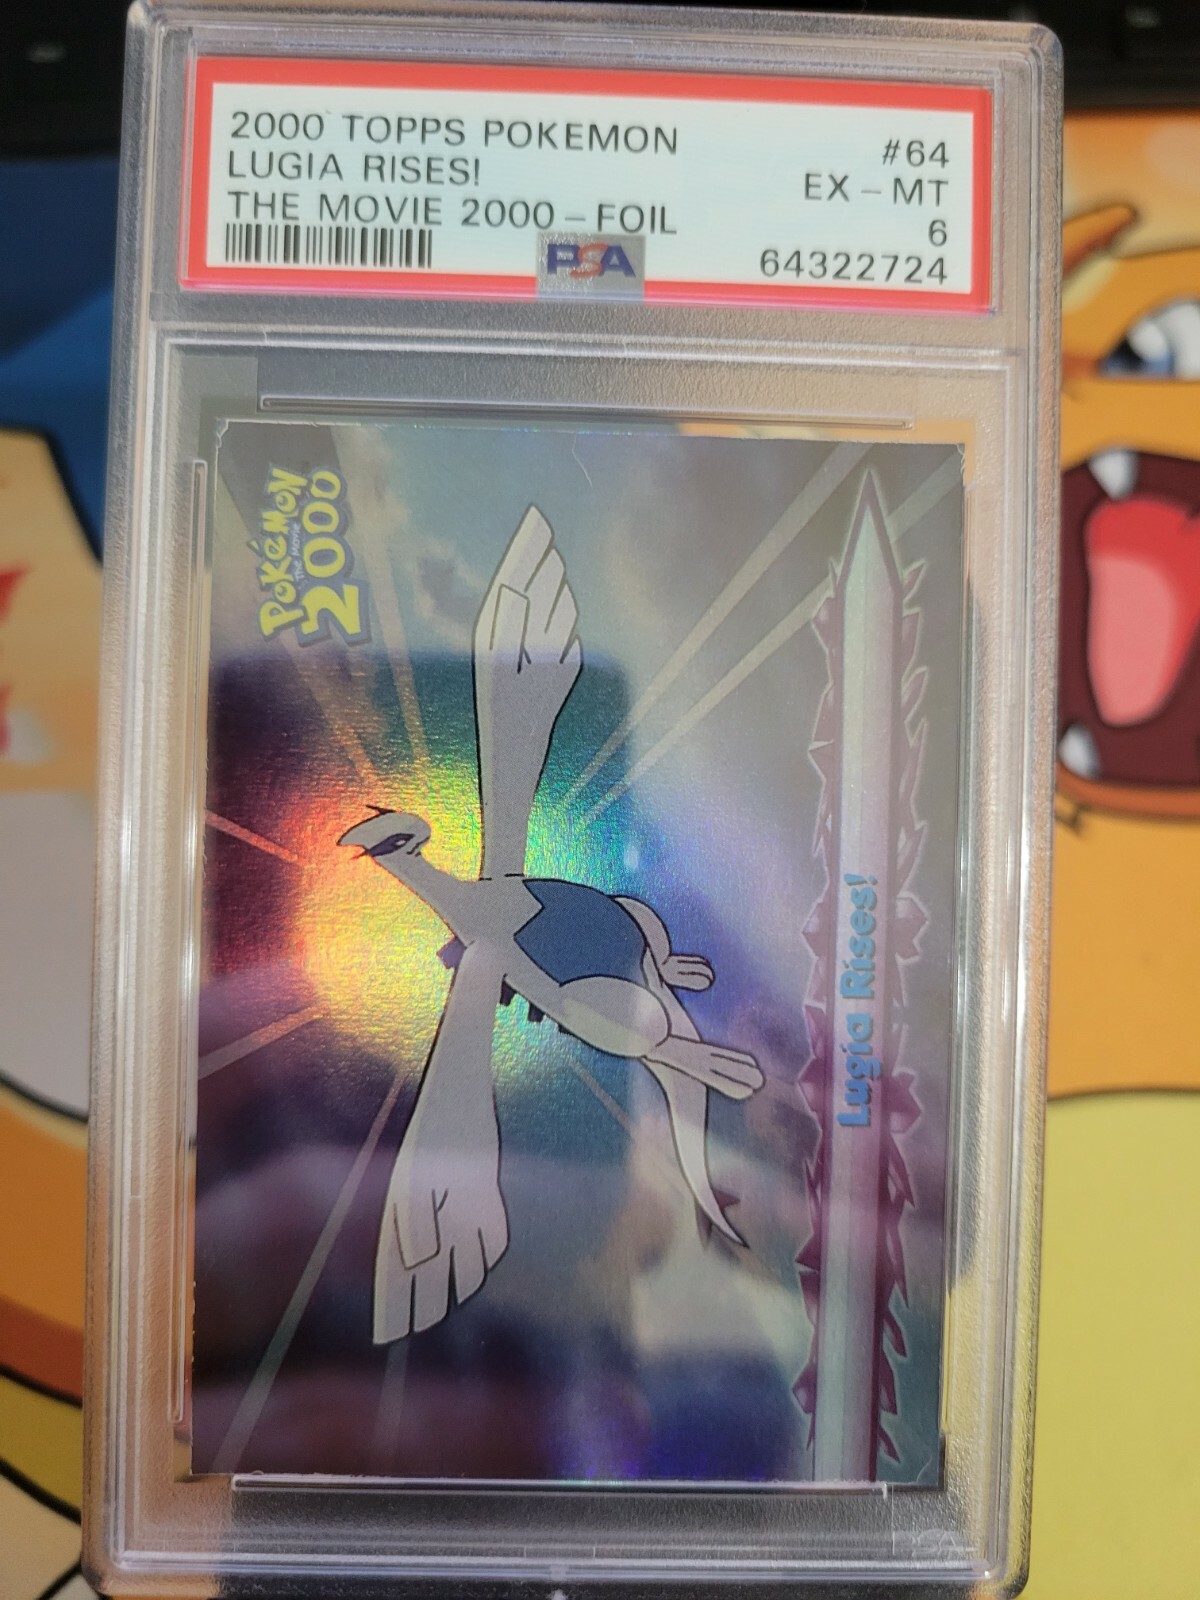 2000 TOPPS POKEMON
LUGIA RISES!
THE MOVIE 2000 – FOIL
#64
EX – MT
6
64322724
PSA
POKéMON
The Movie
2000
Lugia Rises!